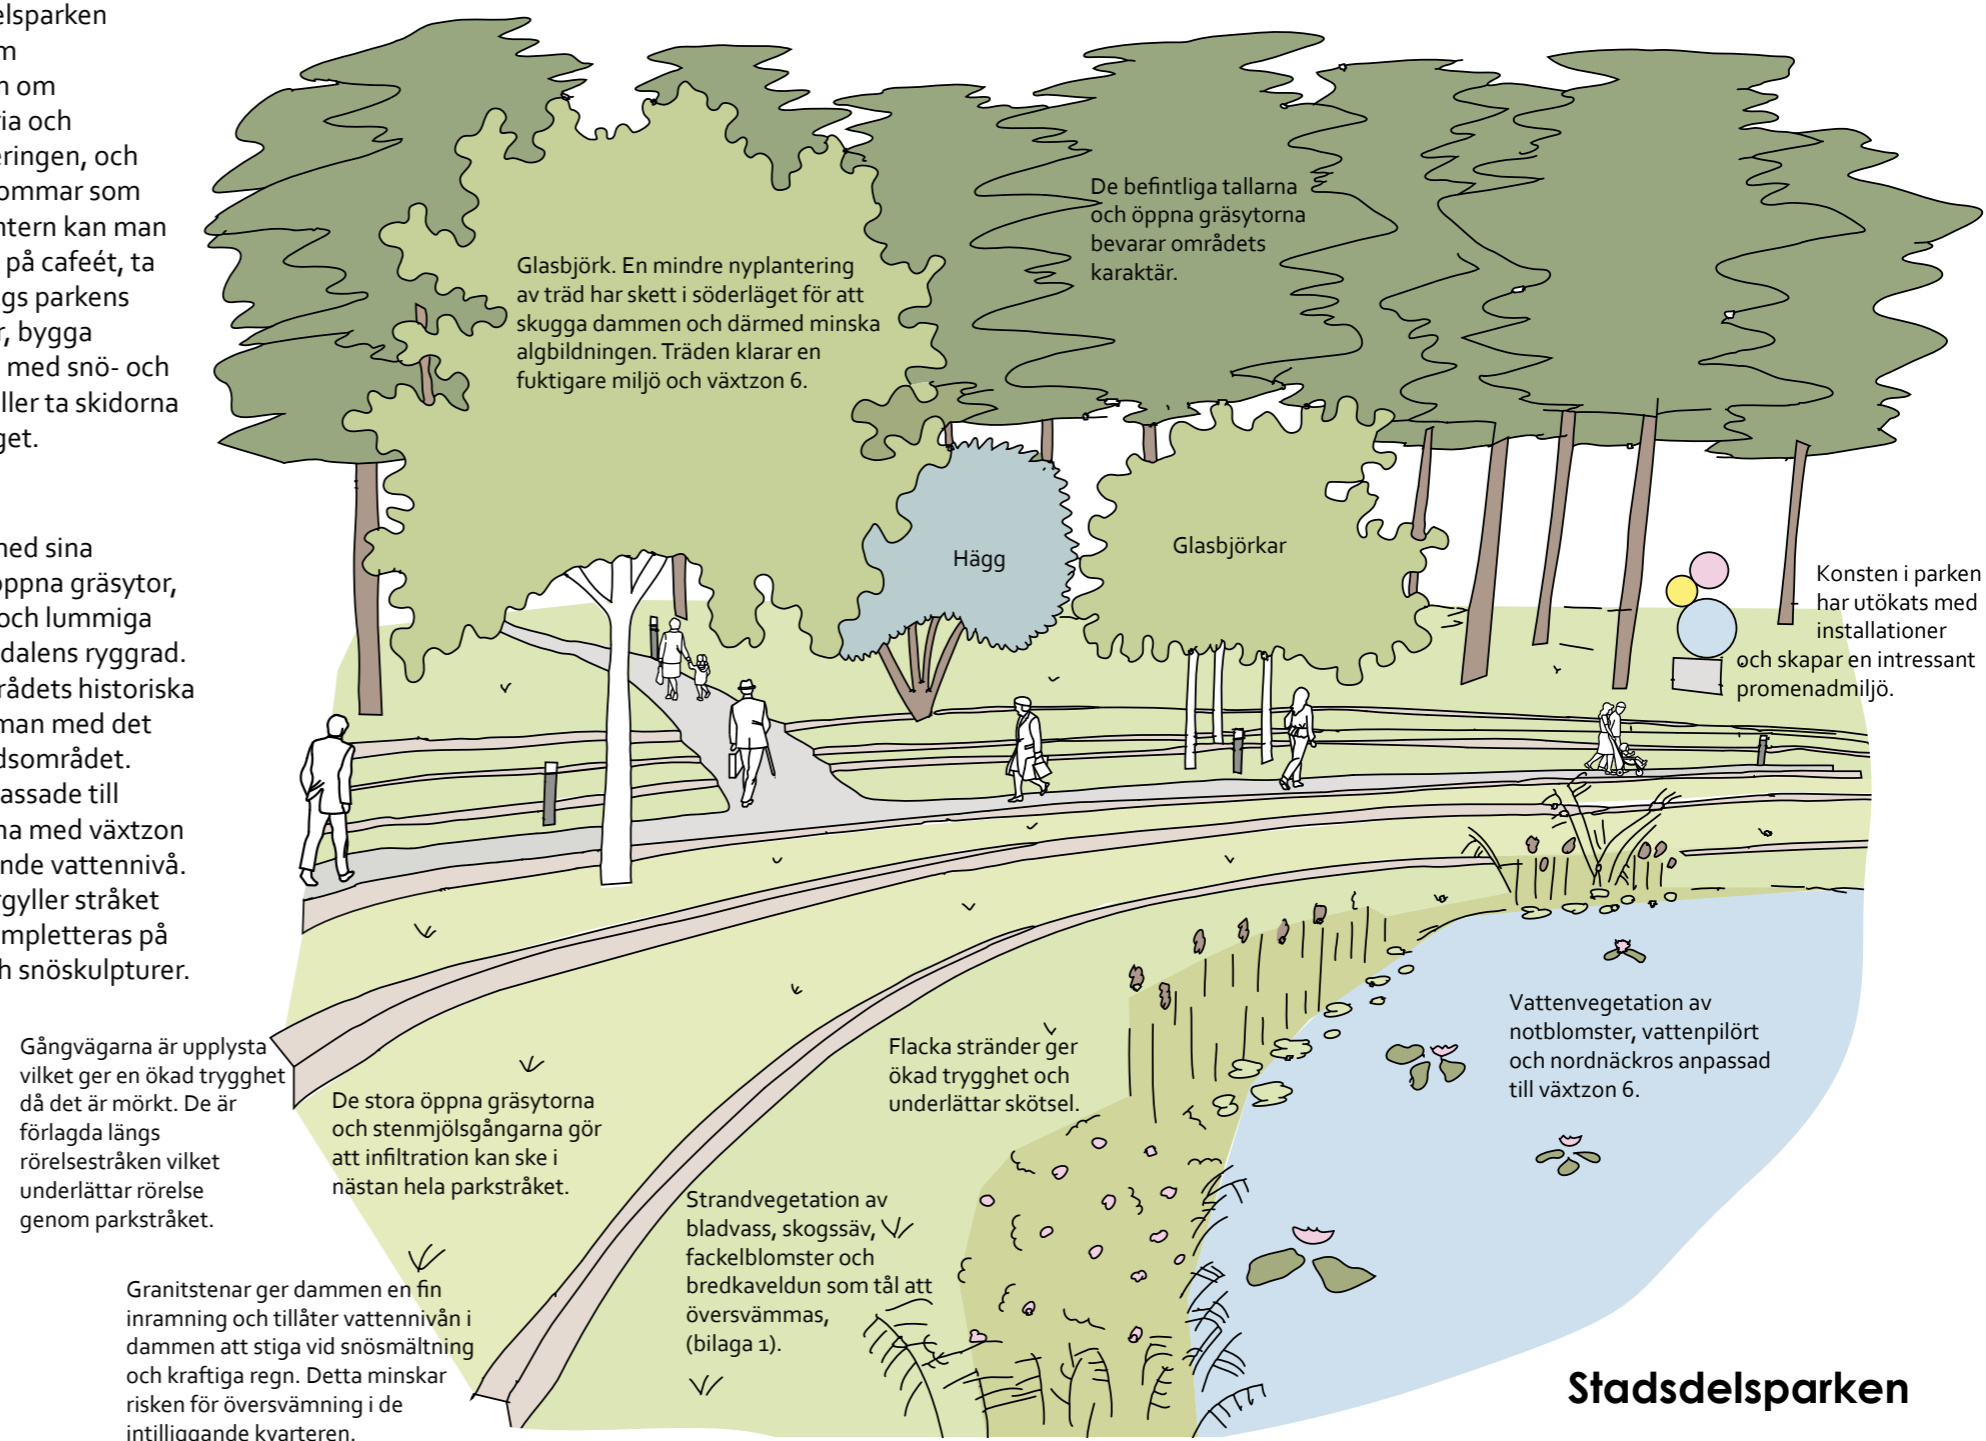 elsparken
m
n om
ria och
eringen, och
ommar som
ntern kan man
på cafeét, ta
gs parkens
r, bygga
med snö- och
ller ta skidorna
get.
ned sina
öppna gräsytor,
och lummiga
dalens ryggrad.
rådets historiska
man med det
dsområdet.
assade till
na med växtzon
nde vattennivå.
rgyller stråket
mpletteras på
h snöskulpturer.
De befintliga tallarna
och öppna gräsytorna
bevarar områdets
karaktär.
Glasbjörk. En mindre nyplantering
av träd har skett i söderläget för att
skugga dammen och därmed minska
algbildningen. Träden klarar en
fuktigare miljö och växtzon 6.
Hägg
Glasbjörkar
Konsten i parken
har utökats med
installationer
och skapar en intressant
promenadmiljö.
Gångvägarna är upplysta
vilket ger en ökad trygghet
då det är mörkt. De är
förlagda längs
rörelsestråken vilket
underlättar rörelse
genom parkstråket.
De stora öppna gräsytorna
och stenmjölsgångarna gör
att infiltration kan ske i
nästan hela parkstråket.
Flacka stränder ger
ökad trygghet och
underlättar skötsel.
Vattenvegetation av
notblomster, vattenpilört
och nordnäckros anpassad
till växtzon 6.
Strandvegetation av
bladvass, skogssäv,
fackelblomster och
bredkaveldun som tål att
översvämmas,
(bilaga 1).
Granitstenar ger dammen en fin
inramning och tillåter vattennivån i
dammen att stiga vid snösmältning
och kraftiga regn. Detta minskar
risken för översvämning i de
intilliggande kvarteren.
Stadsdelsparken